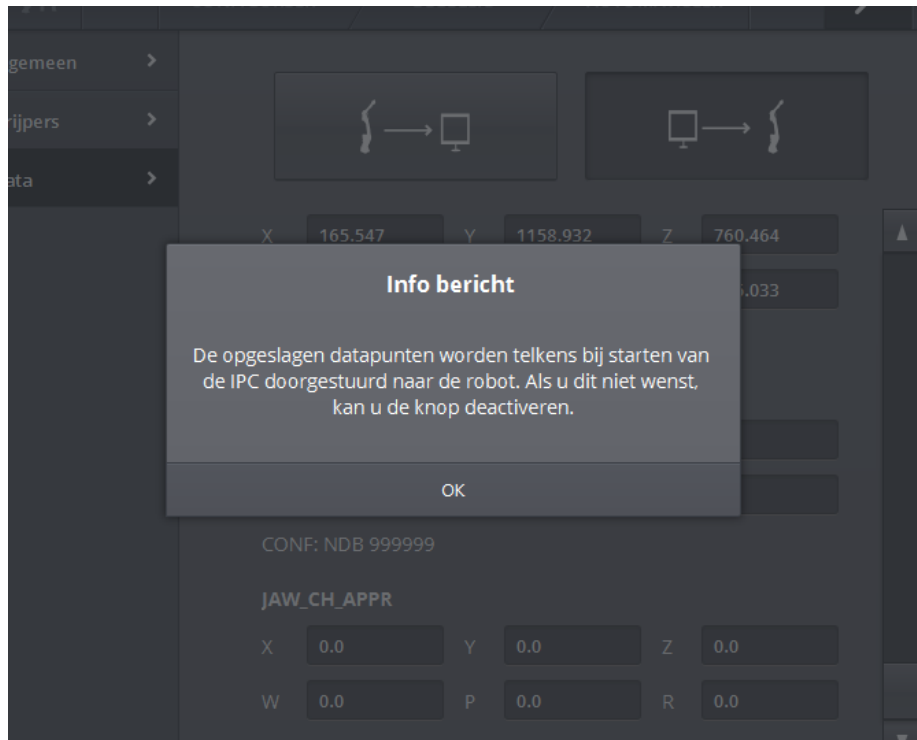 gemeen
rijpers
ata
X 165.547 Y 1158.932 Z 760.464
.033
Info bericht
De opgeslagen datapunten worden telkens bij starten van
de IPC doorgestuurd naar de robot. Als u dit niet wenst,
kan u de knop deactiveren.
OK
CONF: NDB 999999
JAW_CH_APPR
X 0.0 Y 0.0 Z 0.0
W 0.0 P 0.0 R 0.0